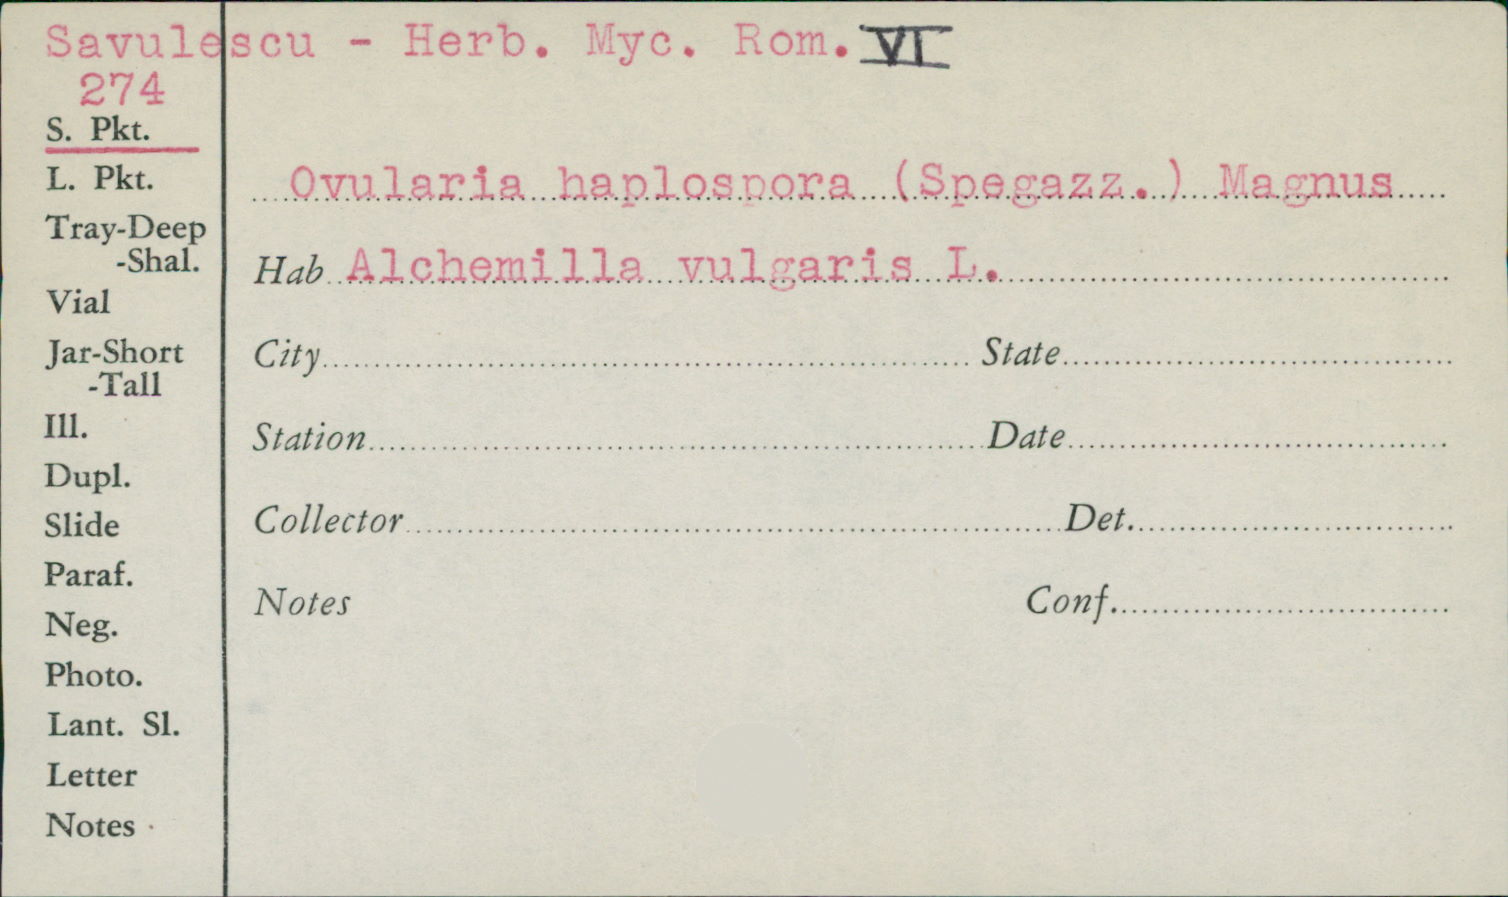 Savulescu - Herb. Myc. Rom. VI
274
S. Pkt.
L. Pkt.
Tray-Deep
-Shal.
Vial
Jar-Short
-Tall
Ill.
Dupl.
Slide
Paraf.
Neg.
Photo.
Lant. Sl.
Letter
Notes
Ovularia haplospora (Spegazz.) Magnus
Hab Alchemilla vulgaris L.
City State
Station Date
Collector Det.
Notes Conf.